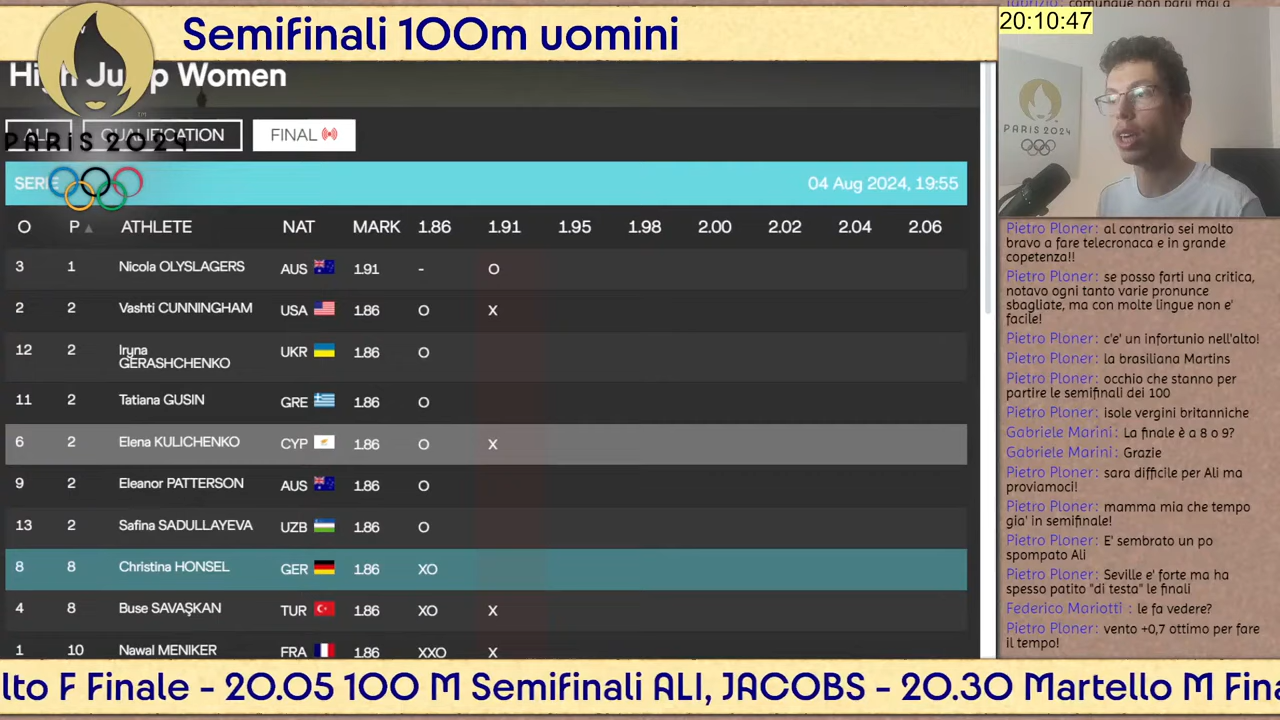 Semifinali 100m uomini
High Jump Women
ALL QUALIFICATION FINAL
PARIS 2024
SERIE 04 Aug 2024, 19:55
O P ATHLETE NAT MARK 1.86 1.91 1.95 1.98 2.00 2.02 2.04 2.06
3 1 Nicola OLYSLAGERS AUS 1.91 - O
2 2 Vashti CUNNINGHAM USA 1.86 O X
12 2 Iryna GERASHCHENKO UKR 1.86 O
11 2 Tatiana GUSIN GRE 1.86 O
6 2 Elena KULICHENKO CYP 1.86 O X
9 2 Eleanor PATTERSON AUS 1.86 O
13 2 Safina SADULLAYEVA UZB 1.86 O
8 8 Christina HONSEL GER 1.86 XO
4 8 Buse SAVAŞKAN TUR 1.86 XO X
1 10 Nawal MENIKER FRA 1.86 XXO X
20:10:47
PARIS 2024
Pietro Ploner: al contrario sei molto
bravo a fare telecronaca e in grande
copetenza!!
Pietro Ploner: se posso farti una critica,
notavo ogni tanto varie pronunce
sbagliate, ma con molte lingue non e'
facile!
Pietro Ploner: c'e' un infortunio nell'alto!
Pietro Ploner: la brasiliana Martins
Pietro Ploner: occhio che stanno per
partire le semifinali dei 100
Pietro Ploner: isole vergini britanniche
Gabriele Marini: La finale è a 8 o 9?
Gabriele Marini: Grazie
Pietro Ploner: sara difficile per Ali ma
proviamoci!
Pietro Ploner: mamma mia che tempo
gia' in semifinale!
Pietro Ploner: E' sembrato un po
spompato Ali
Pietro Ploner: Seville e' forte ma ha
spesso patito "di testa" le finali
Federico Mariotti : le fa vedere?
Pietro Ploner: vento +0,7 ottimo per fare
il tempo!
lto F Finale - 20.05 100 M Semifinali ALI, JACOBS - 20.30 Martello M Fina